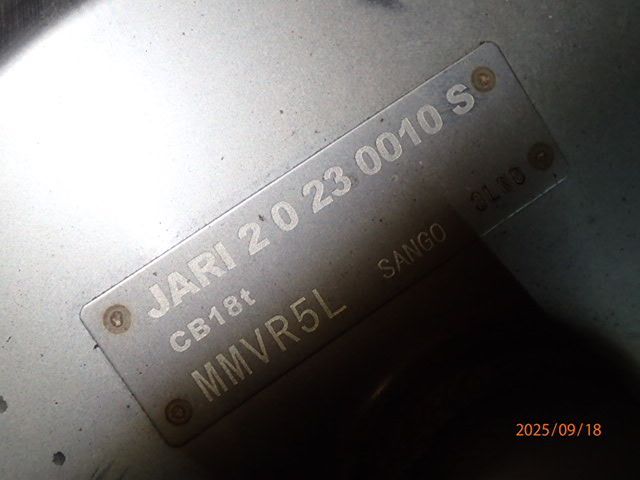 JARI 2 0 23 0010 S
CB18t
MMVR5L SANGO
2025/09/18